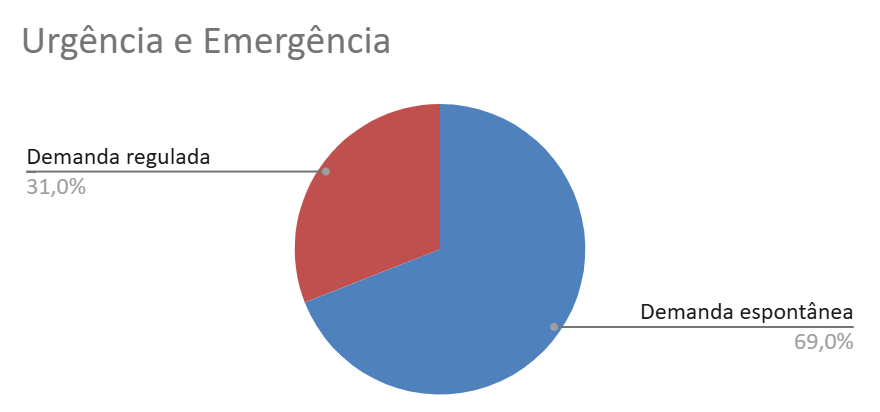 Urgência e Emergência
Demanda regulada
31,0%
Demanda espontânea
69,0%